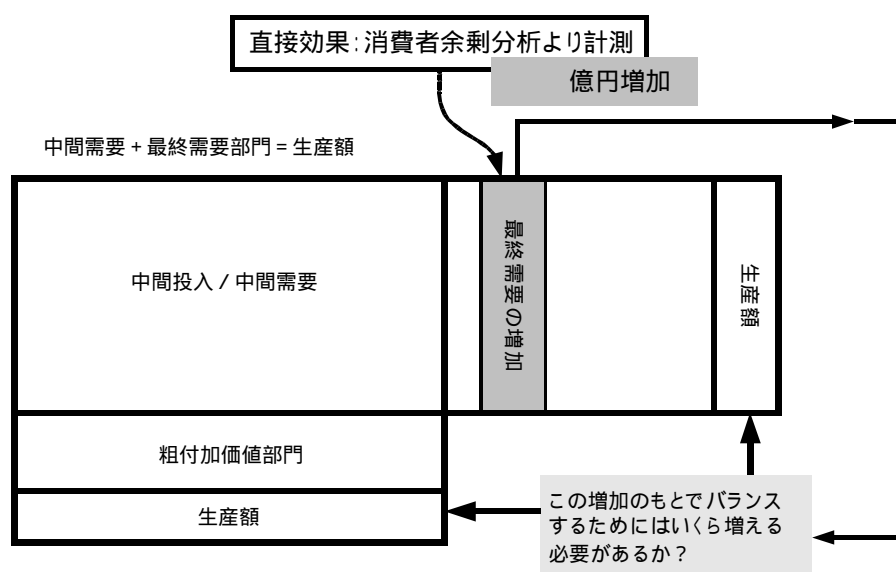 直接効果：消費者余剰分析より計測
億円増加
中間需要 + 最終需要部門 = 生産額
中間投入 / 中間需要
最終需要の増加
生産額
粗付加価値部門
生産額
この増加のもとでバランス
するためにはいくら増える
必要があるか？